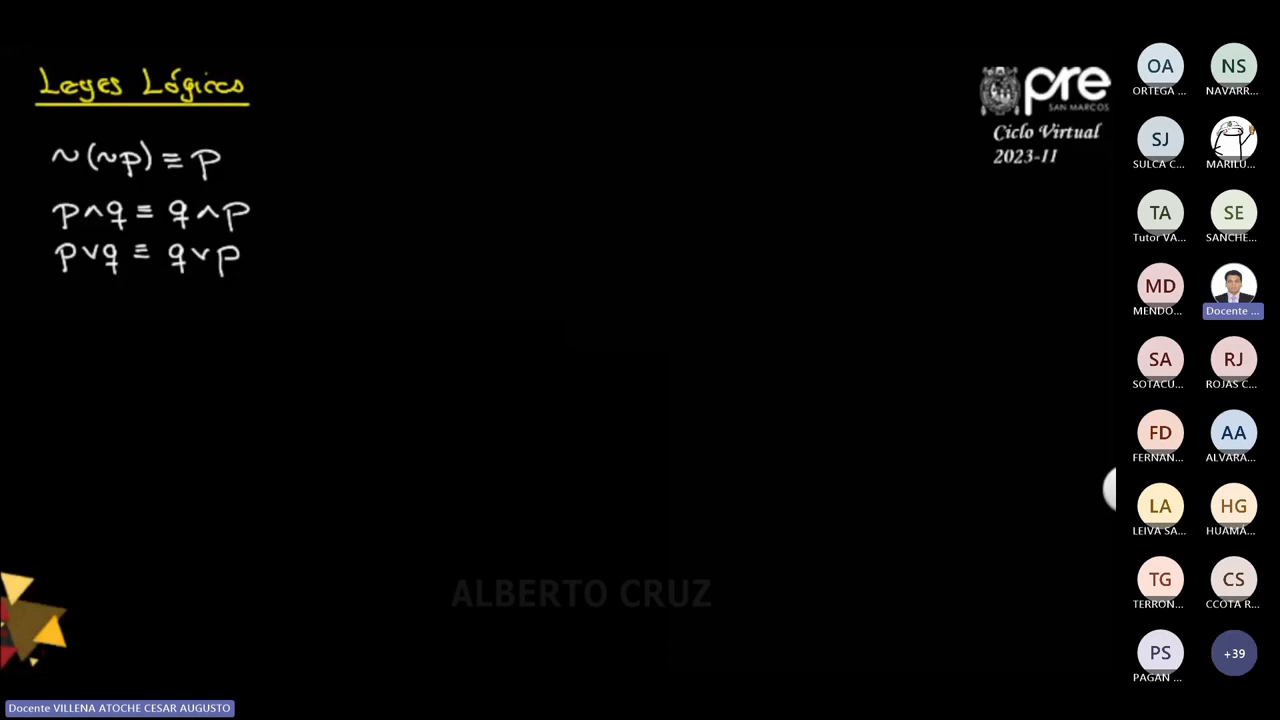 Leyes Lógicas
~(~p) ≡ p
p ∧ q ≡ q ∧ p
p ∨ q ≡ q ∨ p
pre
SAN MARCOS
Ciclo Virtual
2023-II
OA NS
ORTEGA ... NAVARR...
SJ
SULCA C... MARILÚ...
TA SE
Tutor VA... SANCHE...
MD
MENDO... Docente ...
SA RJ
SOTACU... ROJAS C...
FD AA
FERNAN... ALVARA...
LA HG
LEIVA SA... HUAMÁ...
TG CS
TERRON... CCOTA R...
PS +39
PAGAN ...
ALBERTO CRUZ
Docente VILLENA ATOCHE CESAR AUGUSTO